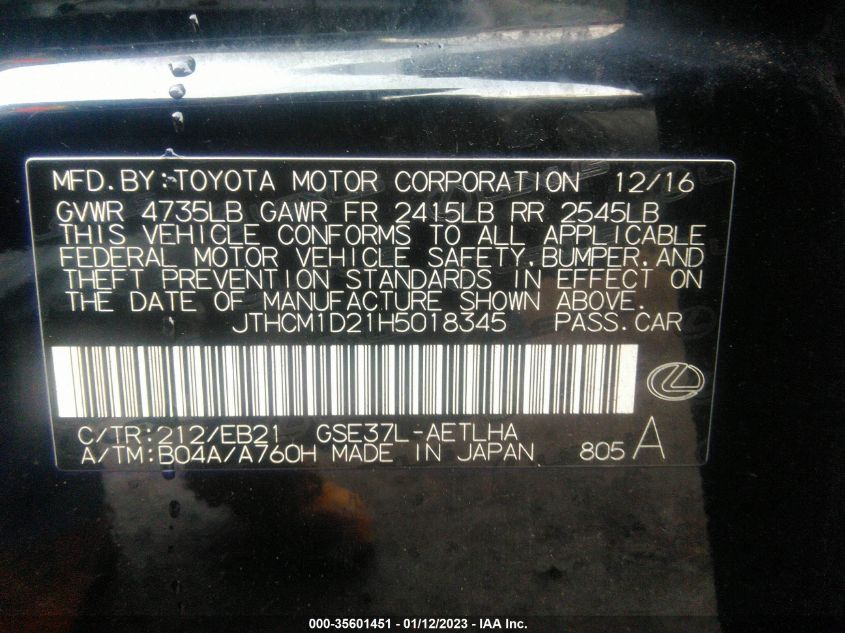 MFD.BY:TOYOTA MOTOR CORPORATION 12/16
GVWR 4735LB GAWR FR 2415LB RR 2545LB
THIS VEHICLE CONFORMS TO ALL APPLICABLE
FEDERAL MOTOR VEHICLE SAFETY,BUMPER,AND
THEFT PREVENTION STANDARDS IN EFFECT ON
THE DATE OF MANUFACTURE SHOWN ABOVE.
JTHCM1D21H5018345 PASS.CAR
C/TR:212/EB21 GSE37L-AETLHA
A/TM:B04A/A760H MADE IN JAPAN 805 A
000-35601451 - 01/12/2023 - IAA Inc.